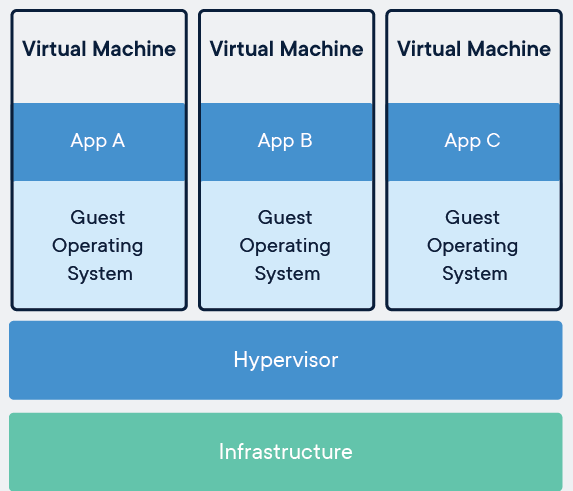 Virtual Machine
Virtual Machine
Virtual Machine
App A
App B
App C
Guest
Operating
System
Guest
Operating
System
Guest
Operating
System
Hypervisor
Infrastructure